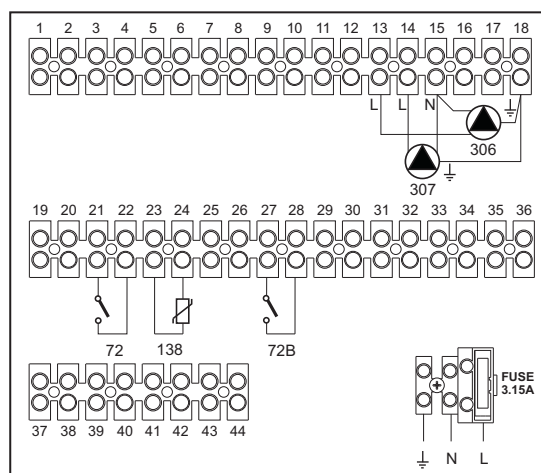 1 2 3 4 5 6 7 8 9 10 11 12 13 14 15 16 17 18
L L N
306
307
19 20 21 22 23 24 25 26 27 28 29 30 31 32 33 34 35 36
72 138 72B
FUSE
3.15A
37 38 39 40 41 42 43 44
N L